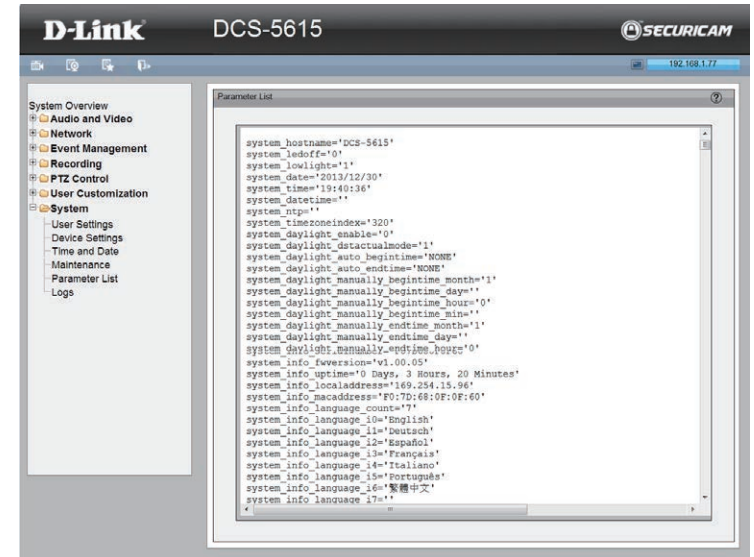 D-Link
DCS-5615
SECURICAM
192.168.1.77
System Overview
Audio and Video
Network
Event Management
Recording
PTZ Control
User Customization
System
User Settings
Device Settings
Time and Date
Maintenance
Parameter List
Logs
Parameter List
system_hostname='DCS-5615'
system_ledoff='0'
system_lowlight='1'
system_date='2013/12/30'
system_time='19:40:36'
system_datetime=''
system_ntp=''
system_timezoneindex='320'
system_daylight_enable='0'
system_daylight_dstactualmode='1'
system_daylight_auto_begintime='NONE'
system_daylight_auto_endtime='NONE'
system_daylight_manually_begintime_month='1'
system_daylight_manually_begintime_day=''
system_daylight_manually_begintime_hour='0'
system_daylight_manually_begintime_min=''
system_daylight_manually_endtime_month='1'
system_daylight_manually_endtime_day=''
system_daylight_manually_endtime_hour='0'
system_info_fwversion='v1.00.05'
system_info_uptime='0 Days, 3 Hours, 20 Minutes'
system_info_localaddress='169.254.15.96'
system_info_macaddress='F0:7D:68:0F:0F:60'
system_info_language_count='7'
system_info_language_i0='English'
system_info_language_i1='Deutsch'
system_info_language_i2='Español'
system_info_language_i3='Français'
system_info_language_i4='Italiano'
system_info_language_i5='Português'
system_info_language_i6='繁體中文'
system_info_language_i7=''